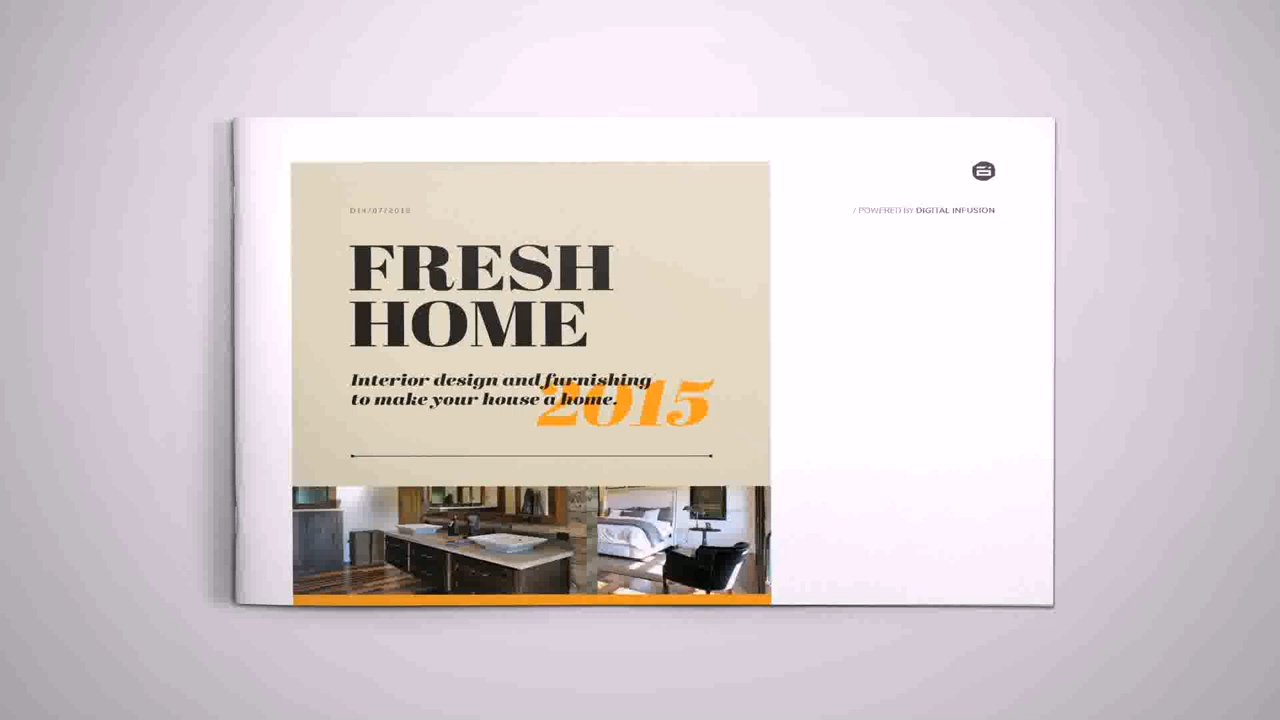 / POWERED BY DIGITAL INFUSION
FRESH
HOME
Interior design and furnishing
to make your house a home.
2015